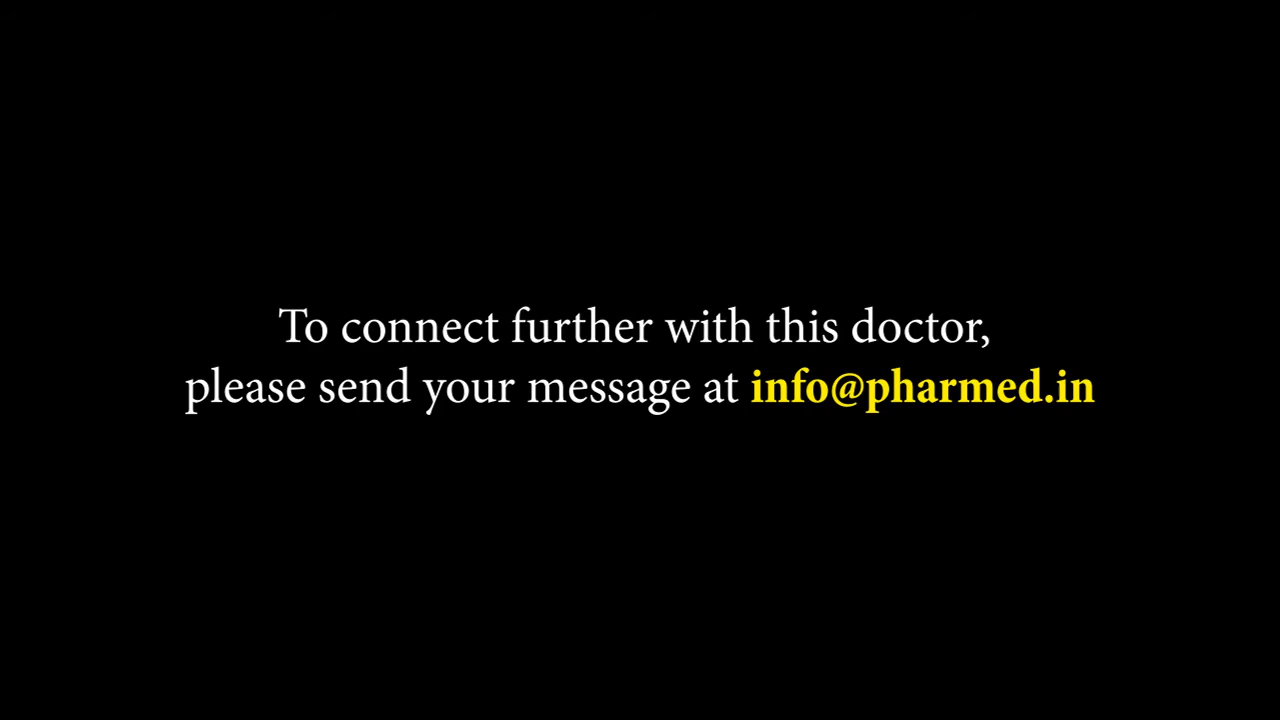 To connect further with this doctor,
please send your message at info@pharmed.in